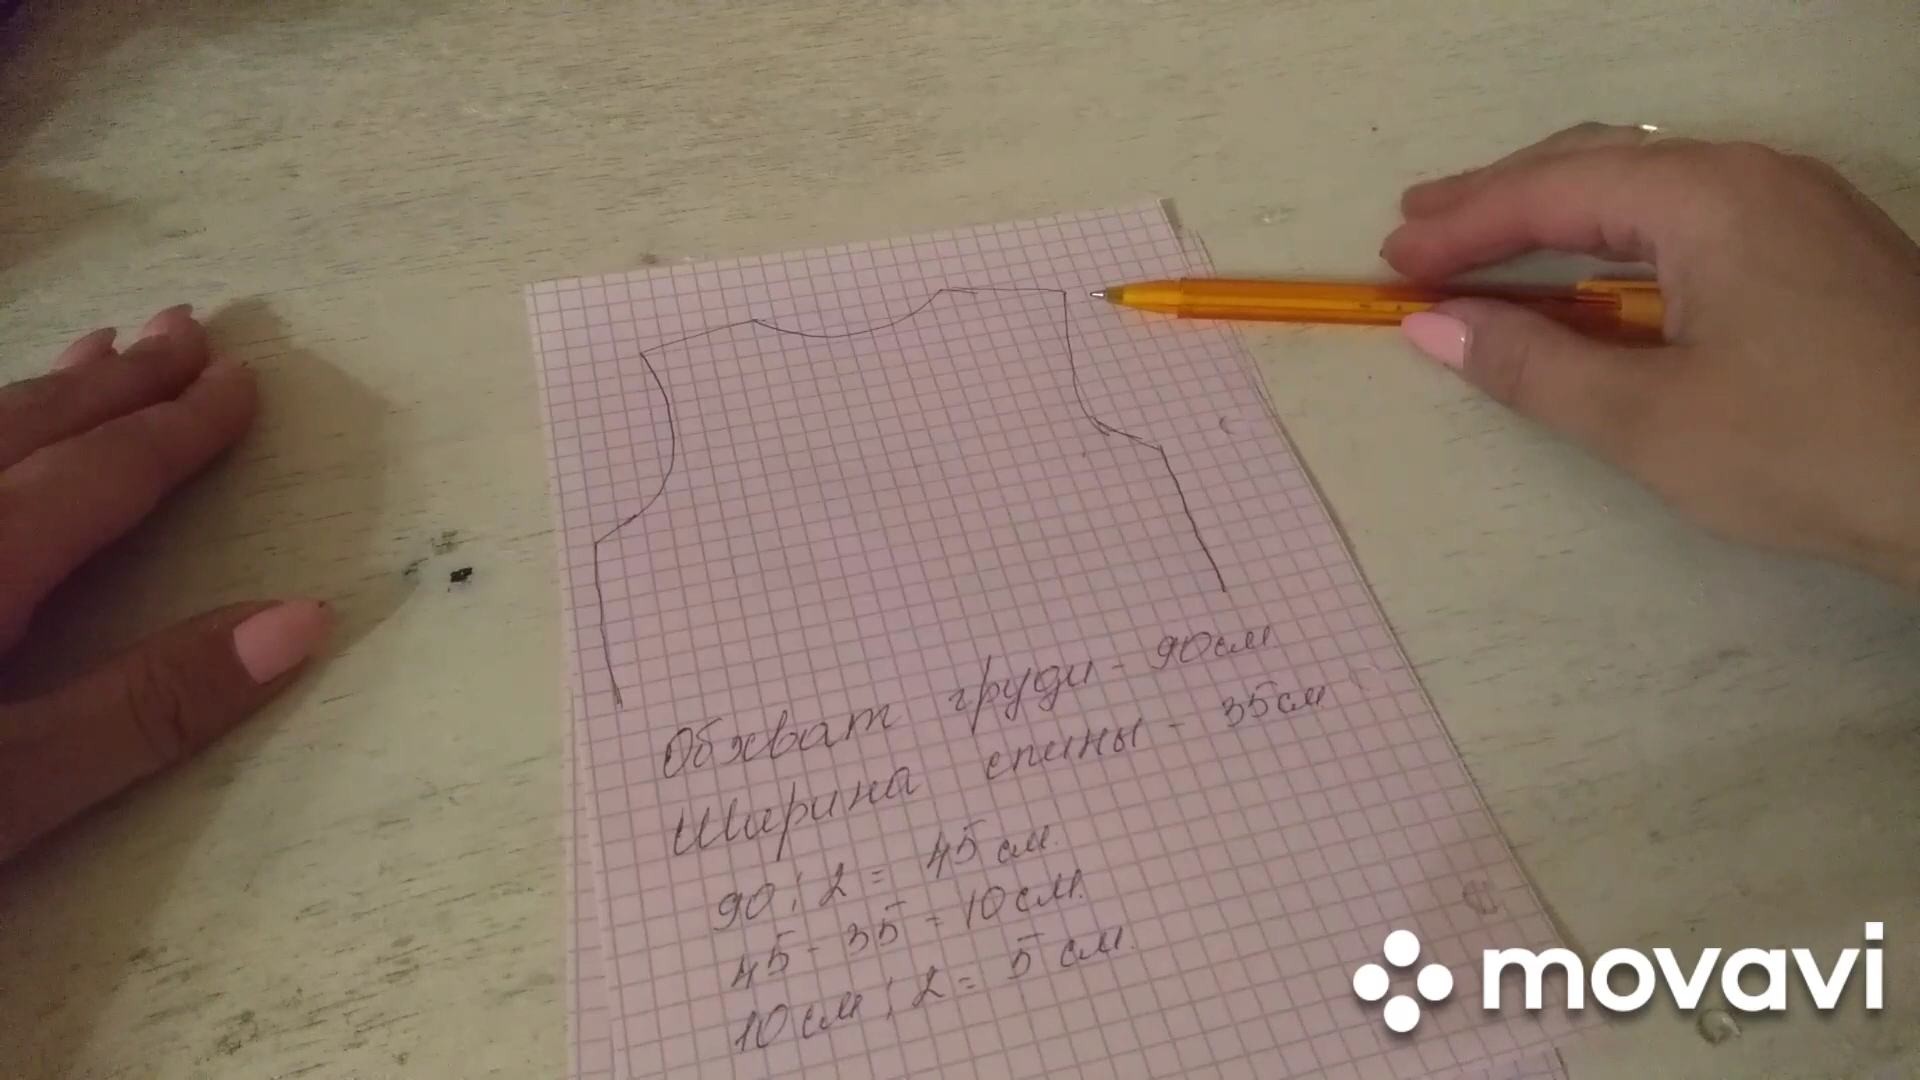 Обхват груди - 90см
Ширина спины - 35см
90 : 2 = 45 см.
45 - 35 = 10 см.
10 см : 2 = 5 см.
movavi